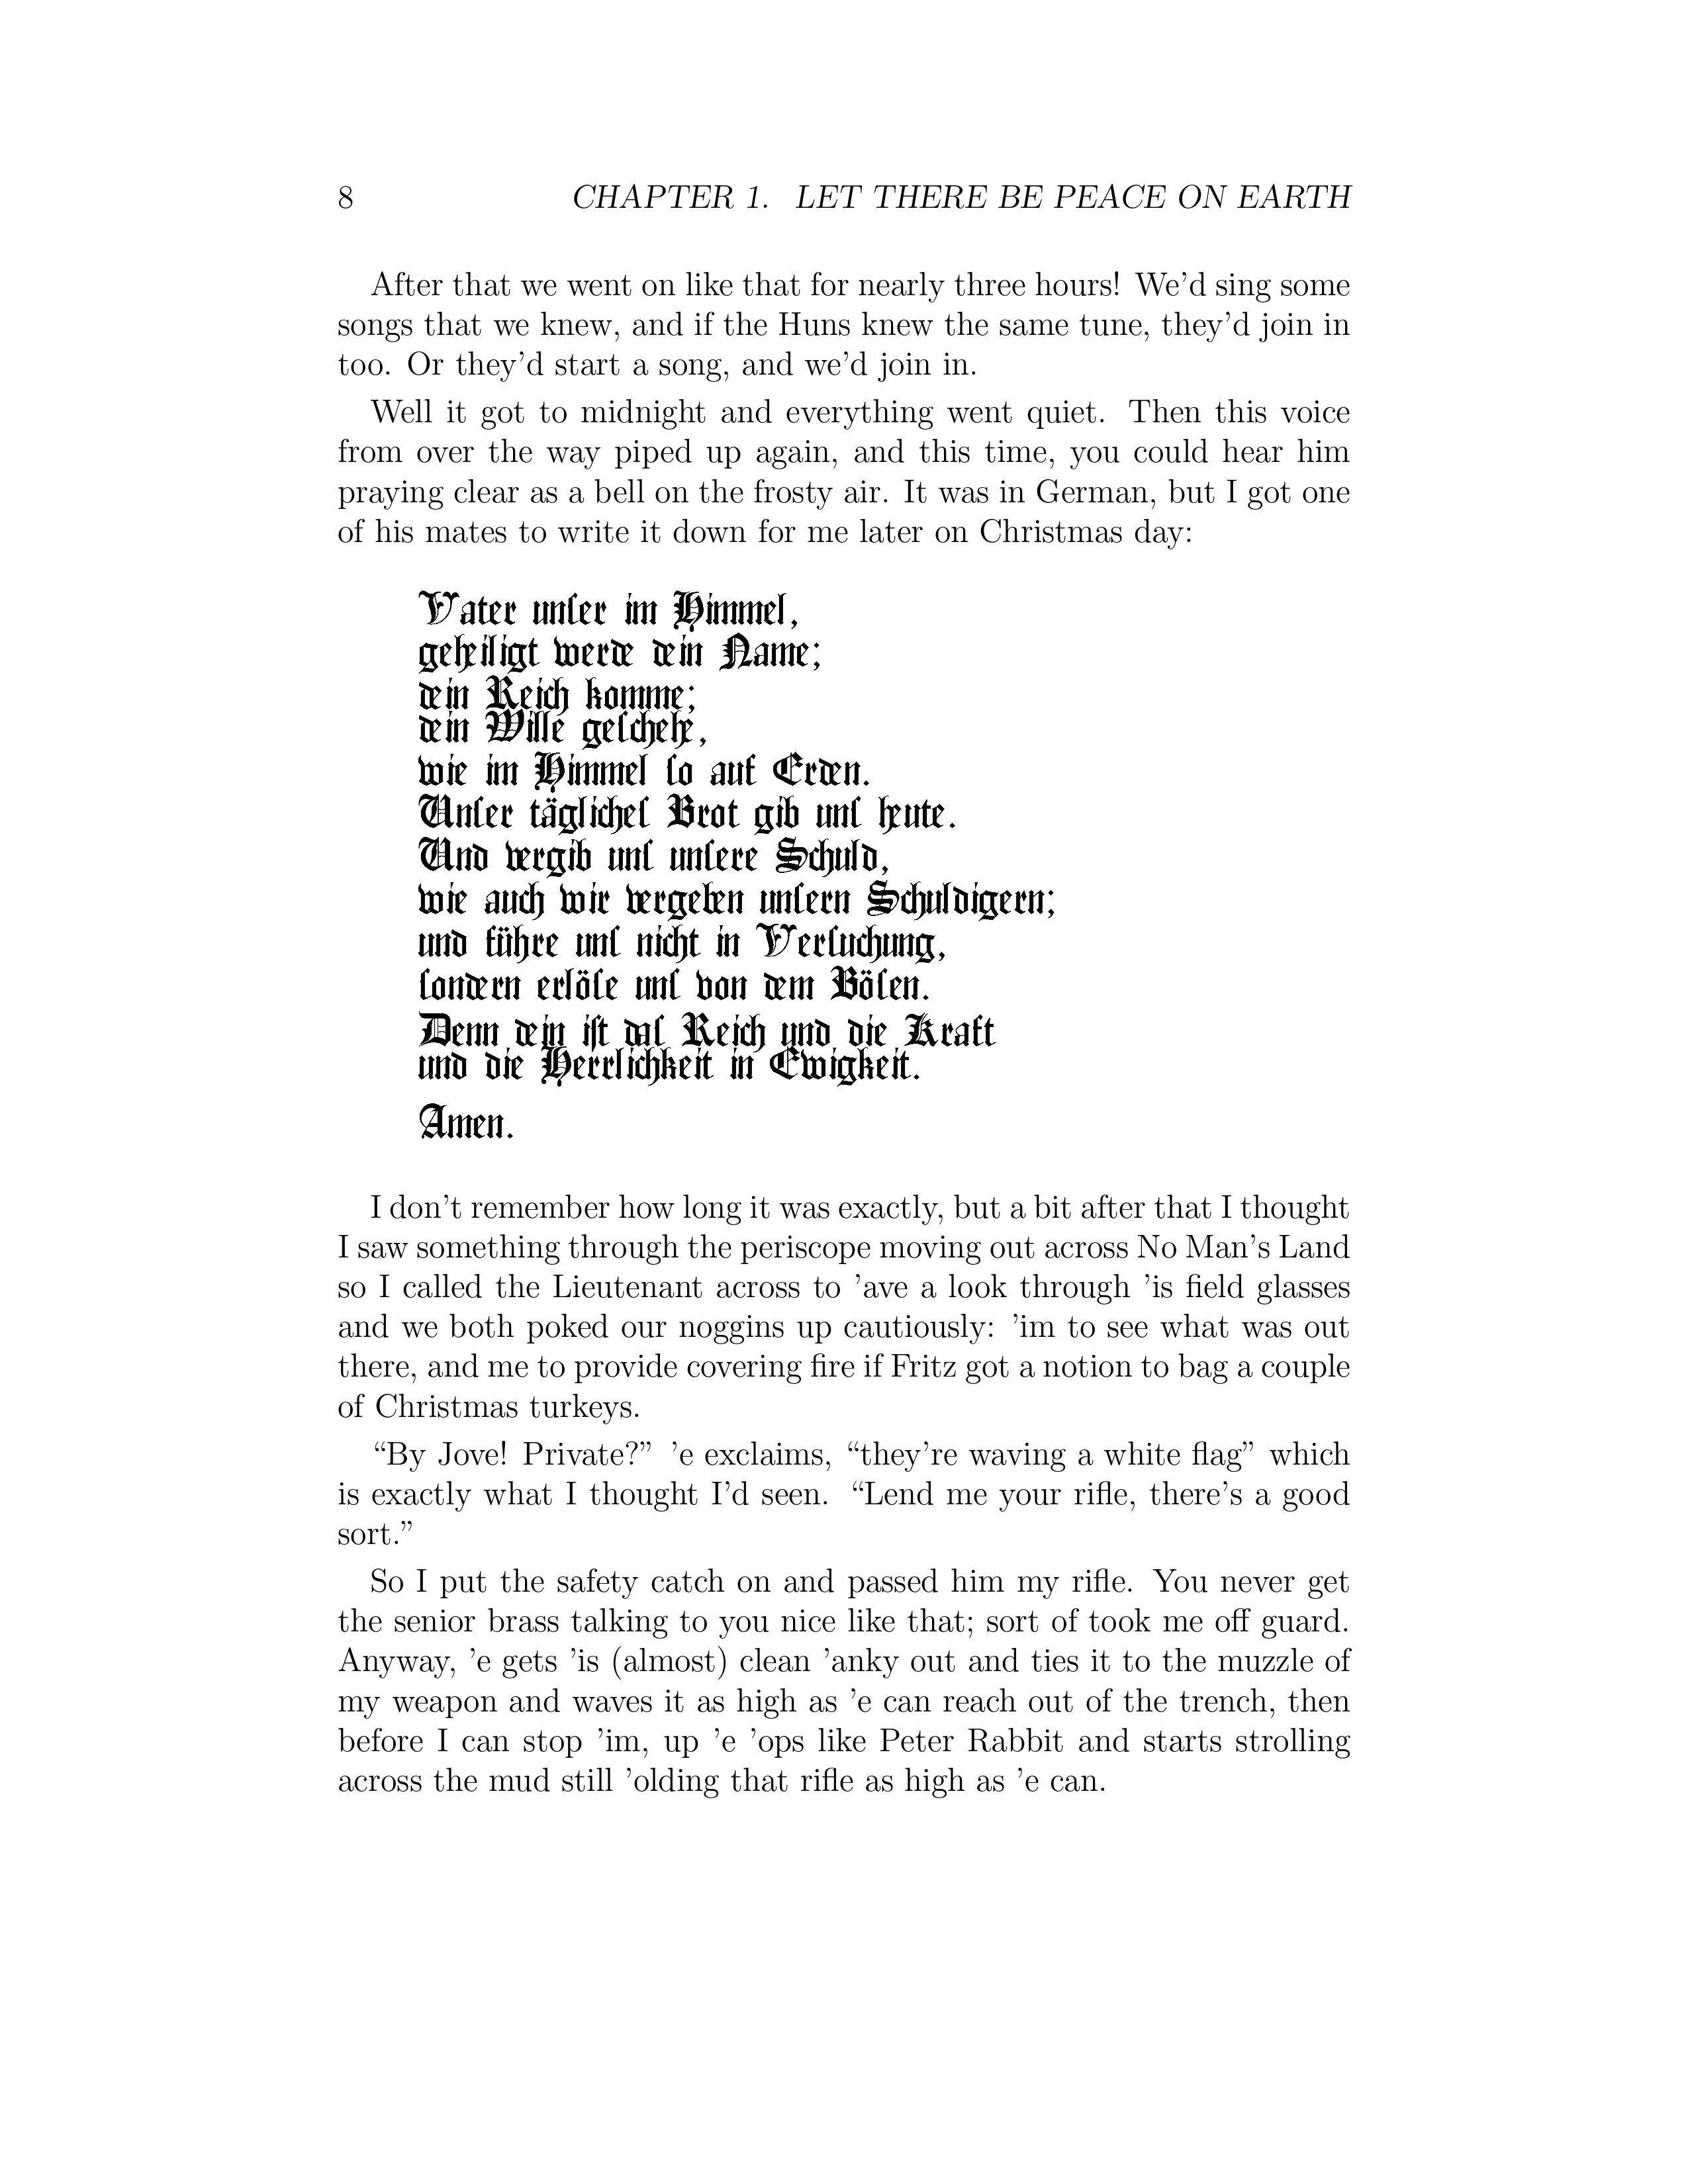 8 CHAPTER 1. LET THERE BE PEACE ON EARTH
After that we went on like that for nearly three hours! We’d sing some
songs that we knew, and if the Huns knew the same tune, they’d join in
too. Or they’d start a song, and we’d join in.
Well it got to midnight and everything went quiet. Then this voice
from over the way piped up again, and this time, you could hear him
praying clear as a bell on the frosty air. It was in German, but I got one
of his mates to write it down for me later on Christmas day:
Vater unſer im Himmel,
geheiligt werde dein Name;
dein Reich komme;
dein Wille geſchehe,
wie im Himmel ſo auf Erden.
Unſer täglicheſ Brot gib unſ heute.
Und vergib unſ unſere Schuld,
wie auch wir vergeben unſern Schuldigern;
und führe unſ nicht in Verſuchung,
ſondern erlöſe unſ von dem Böſen.
Denn dein iſt daſ Reich und die Kraft
und die Herrlichkeit in Ewigkeit.
Amen.
I don’t remember how long it was exactly, but a bit after that I thought
I saw something through the periscope moving out across No Man’s Land
so I called the Lieutenant across to ’ave a look through ’is field glasses
and we both poked our noggins up cautiously: ’im to see what was out
there, and me to provide covering fire if Fritz got a notion to bag a couple
of Christmas turkeys.
“By Jove! Private?” ’e exclaims, “they’re waving a white flag” which
is exactly what I thought I’d seen. “Lend me your rifle, there’s a good
sort.”
So I put the safety catch on and passed him my rifle. You never get
the senior brass talking to you nice like that; sort of took me off guard.
Anyway, ’e gets ’is (almost) clean ’anky out and ties it to the muzzle of
my weapon and waves it as high as ’e can reach out of the trench, then
before I can stop ’im, up ’e ’ops like Peter Rabbit and starts strolling
across the mud still ’olding that rifle as high as ’e can.